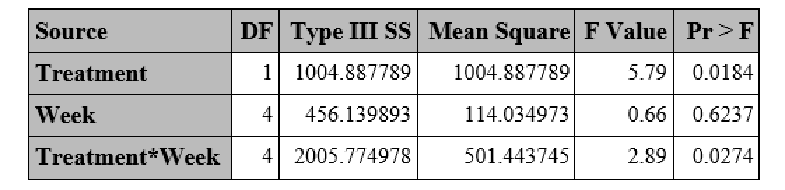 Source DF Type III SS Mean Square F Value Pr > F
Treatment 1 1004.887789 1004.887789 5.79 0.0184
Week 4 456.139893 114.034973 0.66 0.6237
Treatment*Week 4 2005.774978 501.443745 2.89 0.0274